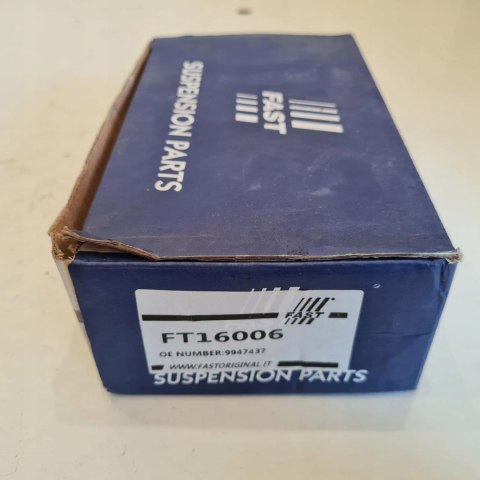 SUSPENSION PARTS
FAST
FAST
FT16006
OE NUMBER:9947437
WWW.FASTORIGINAL.IT
SUSPENSION PARTS